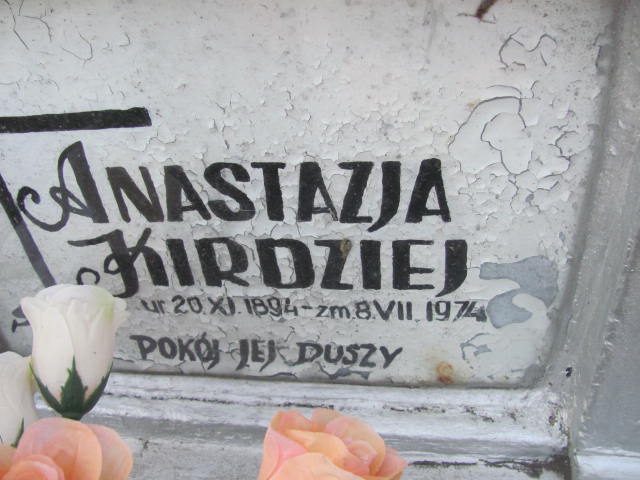 ANASTAZJA
KIRDZIEJ
ur. 20. XI. 1894 - zm. 8. VII. 1974
POKÓJ JEJ DUSZY